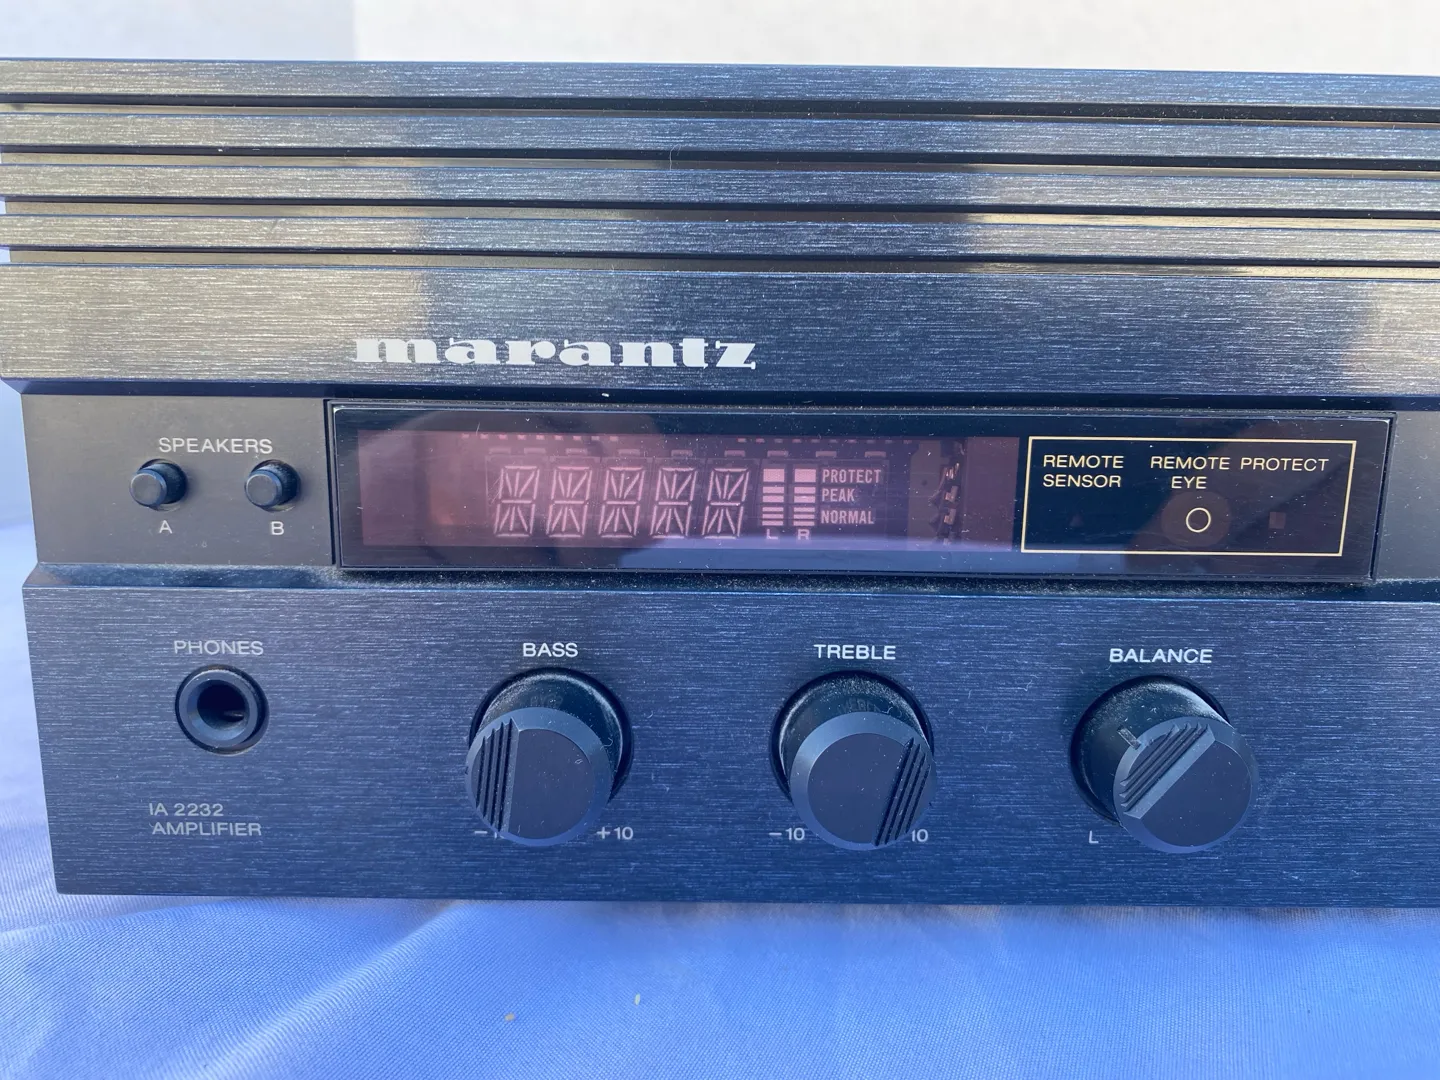 marantz
SPEAKERS
A B
PROTECT
PEAK
NORMAL
L R
REMOTE SENSOR
REMOTE EYE
PROTECT
PHONES
BASS
TREBLE
BALANCE
+10
-10
10
L
IA 2232
AMPLIFIER